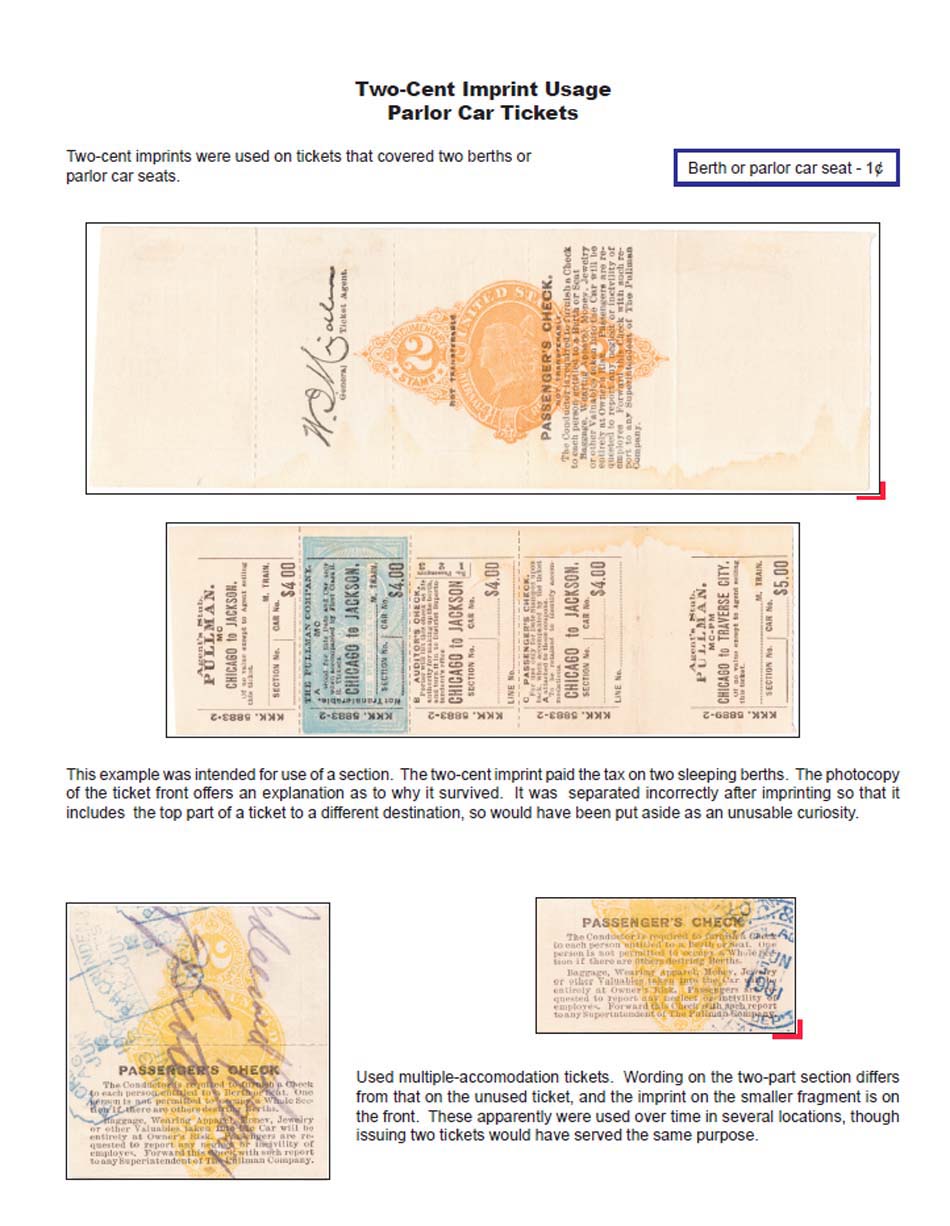 Two-Cent Imprint Usage
Parlor Car Tickets
Two-cent imprints were used on tickets that covered two berths or
parlor car seats.
Berth or parlor car seat - 1¢
General Ticket Agent.
UNITED ST
DOCUMENTARY
2
STAMP
NOT TRANSFERABLE
PASSENGER'S CHECK.
NOT TRANSFERABLE.
The Conductor is required to furnish a Check
to each person entitled to a Berth or Seat
Baggage, Wearing Apparel, Money, Jewelry
or other Valuables taken into the Car will be
entirely at Owner's Risk. Passengers are re-
quested to report any neglect or incivility of
employes Forward this Check with such re-
port to any Superintendent of The Pullman
Company.
Agent's Stub.
PULLMAN.
MC
CHICAGO to JACKSON.
Of no value except to Agent selling
this ticket.
M. TRAIN.
SECTION No. CAR No.
$4 00
KKK. 5883-2
THE PULLMAN COMPANY.
A MC
CHICAGO to JACKSON.
M. TRAIN.
SECTION No. CAR No.
$4.00
Not Transferable.
KKK. 5883-2
B AUDITOR'S CHECK.
CHICAGO to JACKSON
SECTION No. CAR No.
$4.00
LINE No.
KKK. 5883-2
C PASSENGER'S CHECK.
CHICAGO to JACKSON.
SECTION No. CAR No.
$4.00
LINE No.
KKK. 5883-2
Agent's Stub.
PULLMAN.
MC-PM
CHICAGO to TRAVERSE CITY.
Of no value except to Agent selling
this ticket.
M. TRAIN.
SECTION No. CAR No.
$5.00
KKK. 5889-2
This example was intended for use of a section. The two-cent imprint paid the tax on two sleeping berths. The photocopy
of the ticket front offers an explanation as to why it survived. It was separated incorrectly after imprinting so that it
includes the top part of a ticket to a different destination, so would have been put aside as an unusable curiosity.
2
PASSENGER'S CHECK
The Conductor is required to furnish a Check
to each person entitled to a Berth or Seat. One
person is not permitted to occupy a Whole Sec-
tion if there are others desiring Berths.
Baggage, Wearing Apparel, Money, Jewelry
or other Valuables taken into the Car will be
entirely at Owner's Risk. Passengers are re-
quested to report any neglect or incivility of
employes. Forward this Check with such report
to any Superintendent of The Pullman Company.
PASSENGER'S CHECK
The Conductor is required to furnish a Check
to each person entitled to a Berth or Seat. One
person is not permitted to occupy a Whole Sec-
tion if there are others desiring Berths.
Baggage, Wearing apparel, Money, Jewelry
or other Valuables taken into the Car will be
entirely at Owner's Risk. Passengers are re-
quested to report any neglect or incivility of
employes. Forward this Check with such report
to any Superintendent of The Pullman Company.
1901
Used multiple-accomodation tickets. Wording on the two-part section differs
from that on the unused ticket, and the imprint on the smaller fragment is on
the front. These apparently were used over time in several locations, though
issuing two tickets would have served the same purpose.